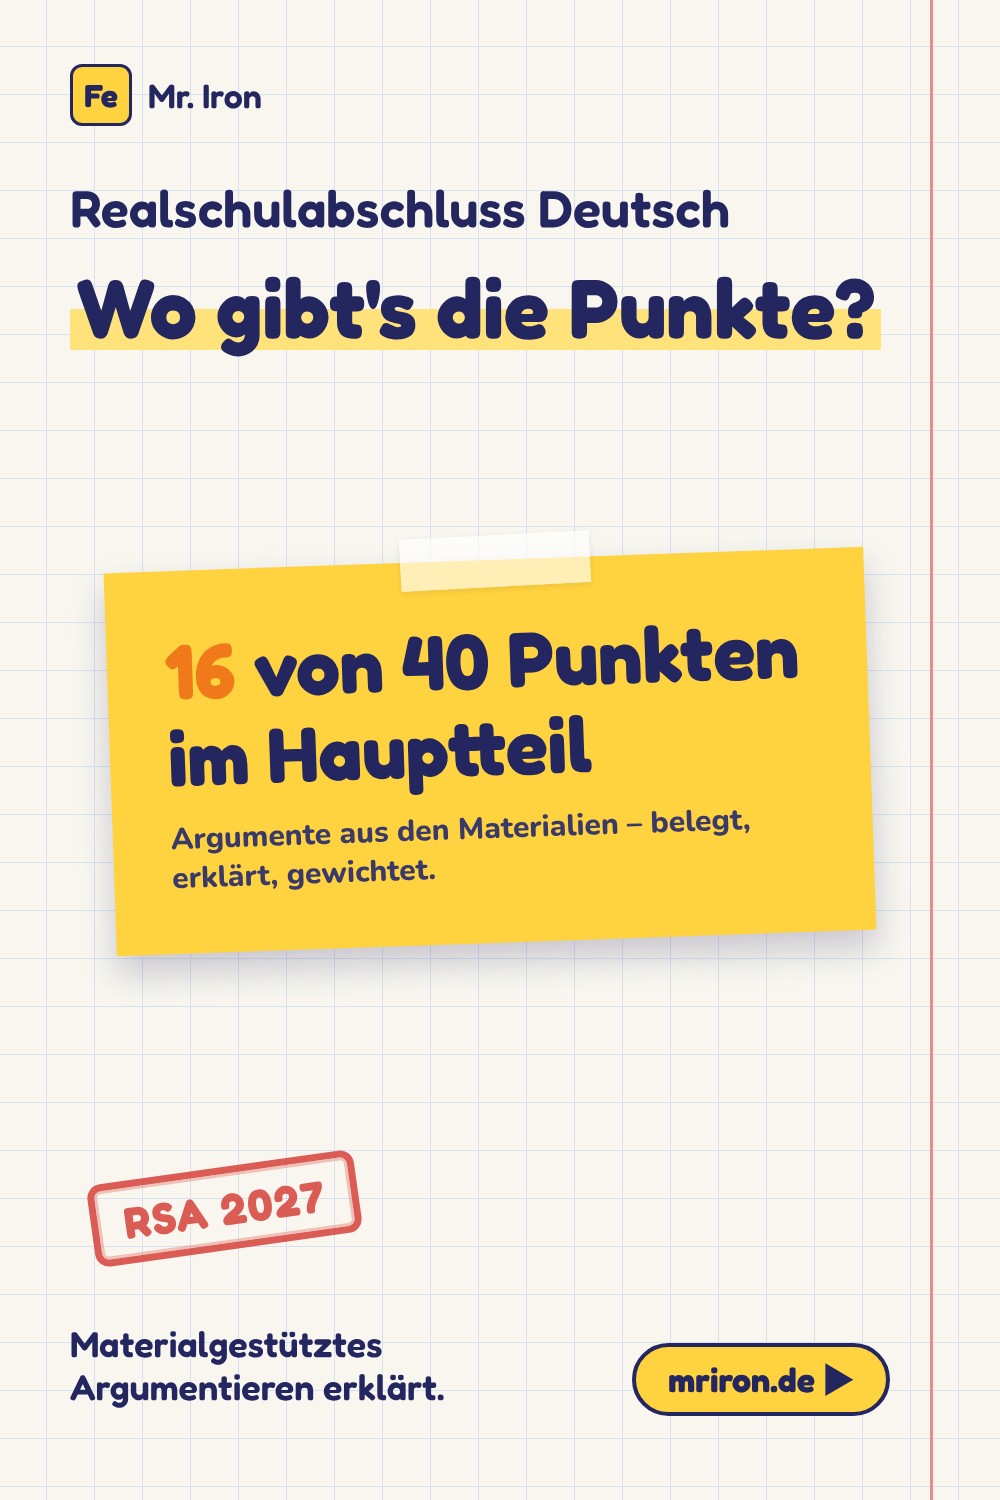 Fe Mr. Iron
Realschulabschluss Deutsch
Wo gibt's die Punkte?
16 von 40 Punkten
im Hauptteil
Argumente aus den Materialien – belegt,
erklärt, gewichtet.
RSA 2027
Materialgestütztes
Argumentieren erklärt.
mriron.de ▶